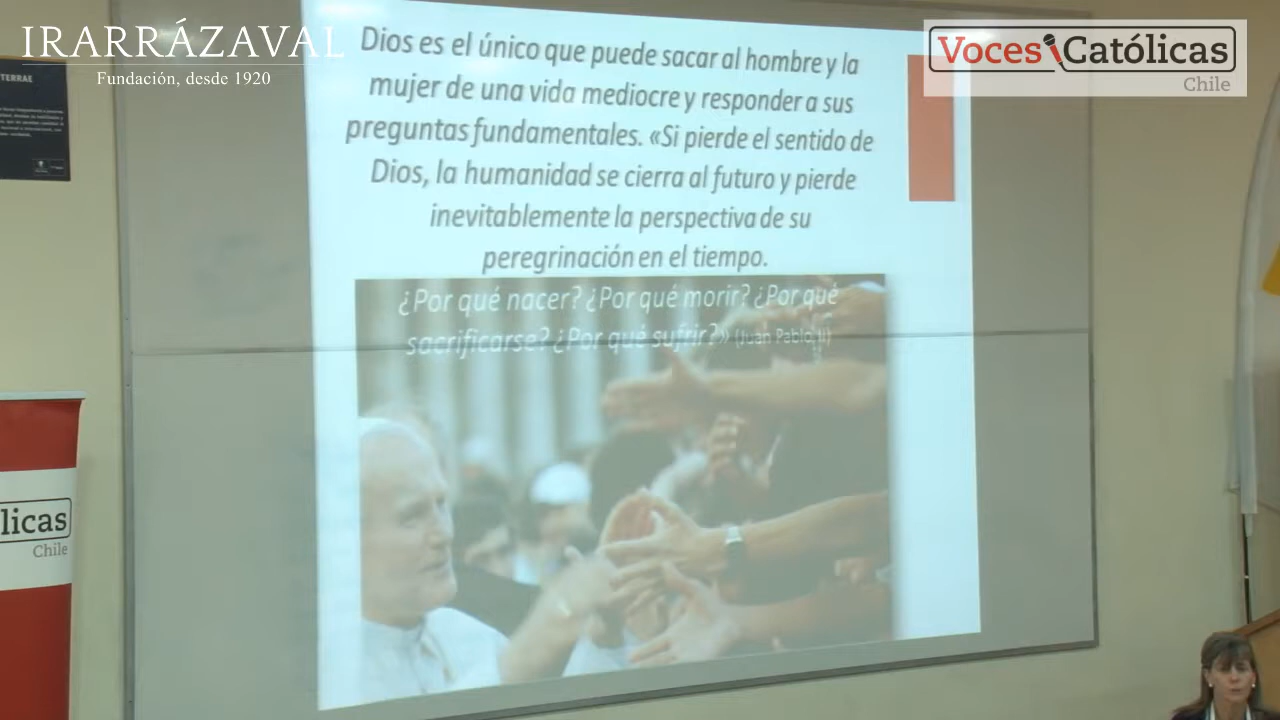 IRARRÁZAVAL
Fundación, desde 1920
Voces Católicas
Chile
TERRAE
Dios es el único que puede sacar al hombre y la
mujer de una vida mediocre y responder a sus
preguntas fundamentales. «Si pierde el sentido de
Dios, la humanidad se cierra al futuro y pierde
inevitablemente la perspectiva de su
peregrinación en el tiempo.
¿Por qué nacer? ¿Por qué morir? ¿Por qué
sacrificarse? ¿Por qué sufrir?» (Juan Pablo II)
licas
Chile